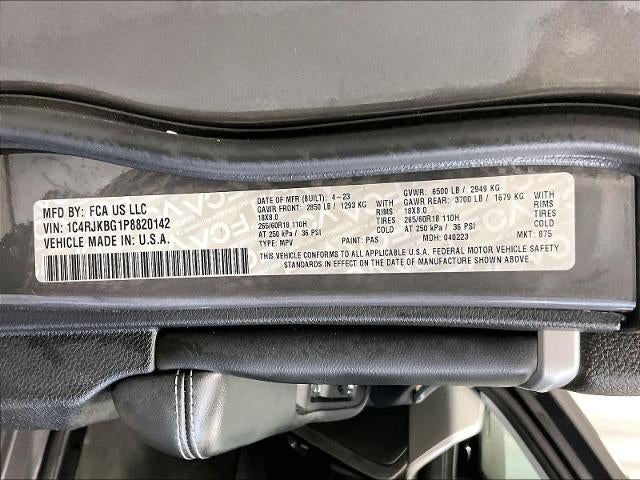 MFD BY: FCA US LLC
VIN: 1C4RJKBG1P8820142
VEHICLE MADE IN U.S.A.
DATE OF MFR (BUILT): 4-23
GAWR FRONT: 2850 LB / 1293 KG WITH
18X8.0 RIMS
265/60R18 110H TIRES
AT 250 kPa / 36 PSI COLD
TYPE: MPV PAINT: PAS
GVWR: 6500 LB / 2949 KG
GAWR REAR: 3700 LB / 1679 KG WITH
18X8.0 RIMS
265/60R18 110H TIRES
AT 250 kPa / 36 PSI COLD
MDH: 040223 MKT: 875
THIS VEHICLE CONFORMS TO ALL APPLICABLE U.S.A. FEDERAL MOTOR VEHICLE SAFETY
STANDARDS IN EFFECT ON THE DATE OF MANUFACTURE SHOWN ABOVE.